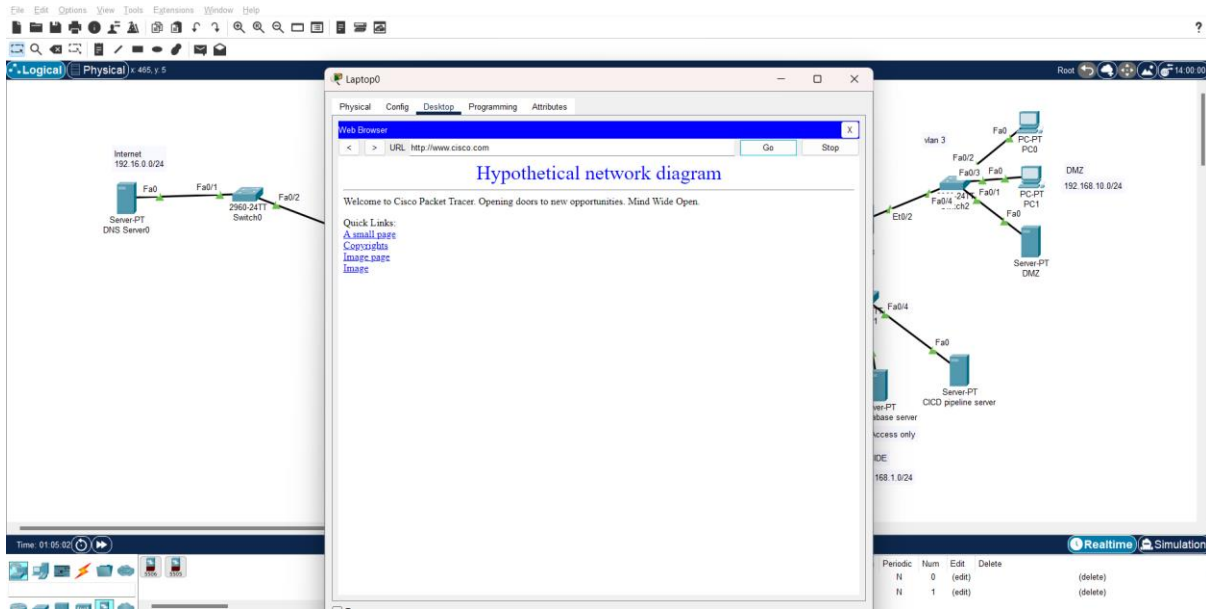 File Edit Options View Tools Extensions Window Help
?
Logical Physical x: 465, y: 5
Root 14:00:00
Laptop0
Physical Config Desktop Programming Attributes
Web Browser X
< > URL http://www.cisco.com Go Stop
Hypothetical network diagram
Welcome to Cisco Packet Tracer. Opening doors to new opportunities. Mind Wide Open.
Quick Links:
A small page
Copyrights
Image page
Image
Internet
192.16.0.0/24
Fa0
Fa0/1
Fa0/2
Server-PT
DNS Server0
2960-24TT
Switch0
vlan 3
Fa0
PC-PT
PC0
Fa0/2
Fa0/3 Fa0
DMZ
192.168.10.0/24
Fa0/4
Fa0/1
PC-PT
PC1
Et0/2
Fa0
Server-PT
DMZ
Fa0/4
Fa0
Server-PT
CICD pipeline server
Time: 01:05:02
Realtime Simulation
Periodic Num Edit Delete
N 0 (edit) (delete)
N 1 (edit) (delete)
5506 5505